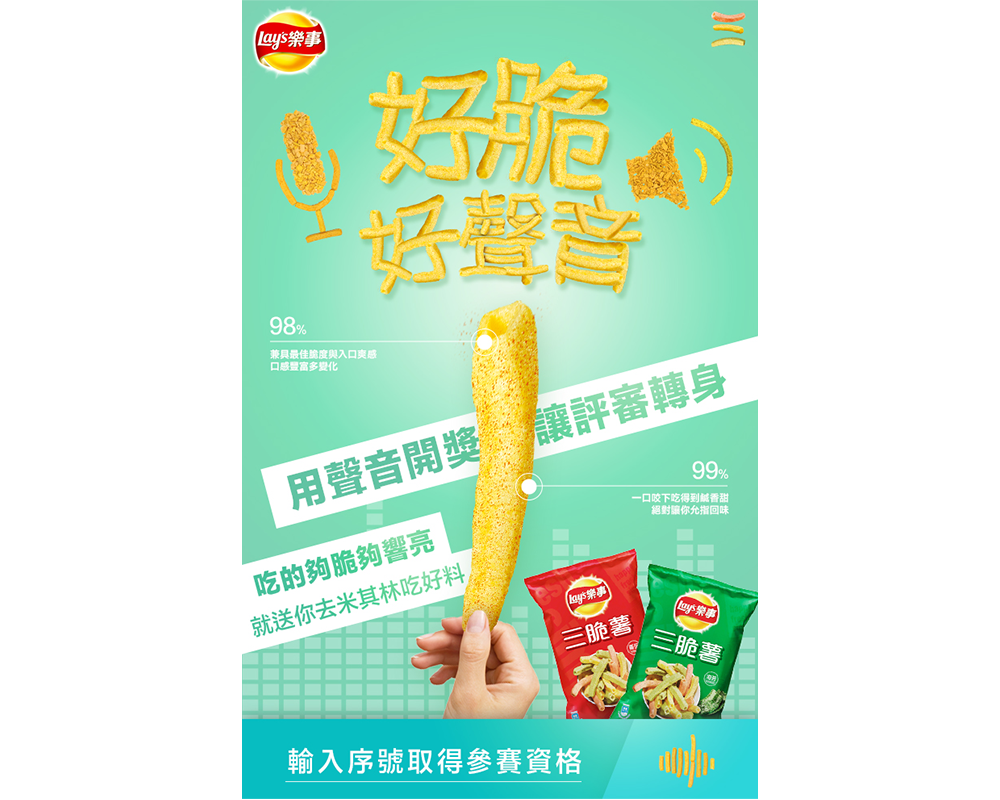 Lay's樂事
好脆
好聲音
98%
兼具最佳脆度與入口爽感
口感豐富多變化
用聲音開獎 讓評審轉身
99%
一口咬下吃得到鹹香甜
絕對讓你允指回味
吃的夠脆夠響亮
就送你去米其林吃好料
Lay's樂事
三脆薯
Lay's樂事
三脆薯
輸入序號取得參賽資格